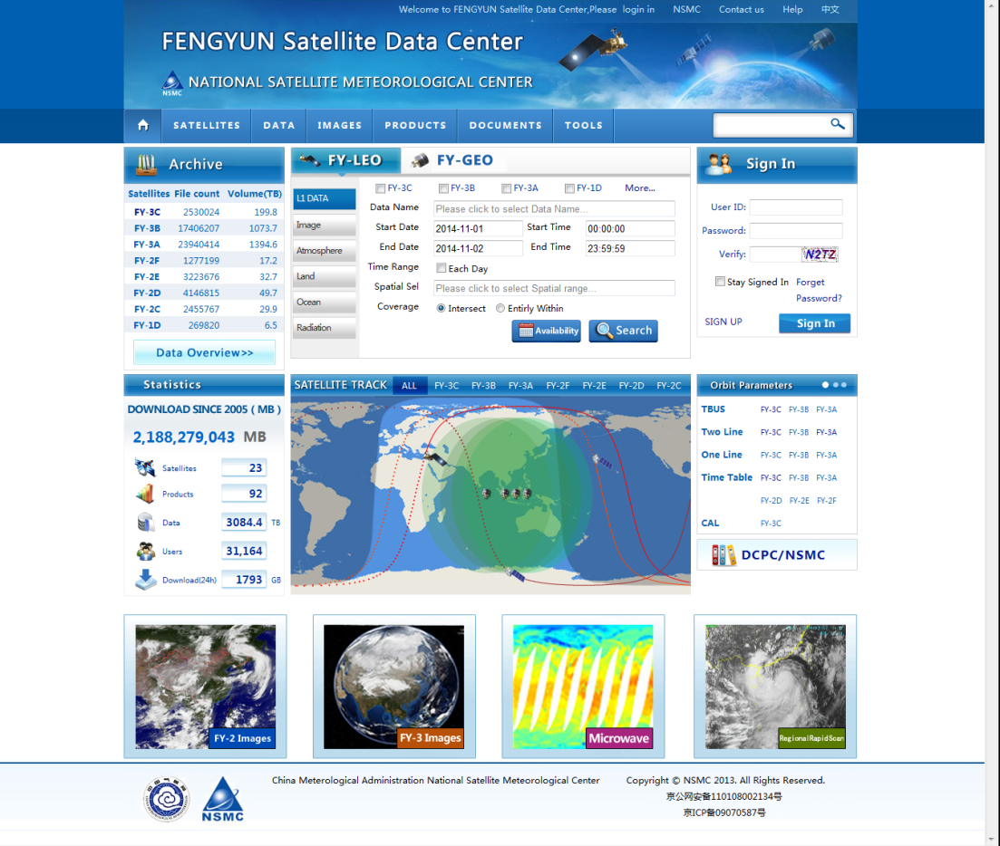 Welcome to FENGYUN Satellite Data Center,Please login in NSMC Contact us Help 中文
FENGYUN Satellite Data Center
NSMC NATIONAL SATELLITE METEOROLOGICAL CENTER
SATELLITES DATA IMAGES PRODUCTS DOCUMENTS TOOLS
Archive
Satellites File count Volume(TB)
FY-3C 2530024 199.8
FY-3B 17406207 1073.7
FY-3A 23940414 1394.6
FY-2F 1277199 17.2
FY-2E 3223676 32.7
FY-2D 4146815 49.7
FY-2C 2455767 29.9
FY-1D 269820 6.5
Data Overview>>
FY-LEO FY-GEO
L1 DATA
Image
Atmosphere
Land
Ocean
Radiation
FY-3C FY-3B FY-3A FY-1D More...
Data Name Please click to select Data Name...
Start Date 2014-11-01 Start Time 00:00:00
End Date 2014-11-02 End Time 23:59:59
Time Range Each Day
Spatial Sel Please click to select Spatial range...
Coverage Intersect Entirly Within
Availability Search
Sign In
User ID:
Password:
Verify: N2TZ
Stay Signed In Forget
Password?
SIGN UP Sign In
Statistics
DOWNLOAD SINCE 2005 ( MB )
2,188,279,043 MB
Satellites 23
Products 92
Data 3084.4 TB
Users 31,164
Download(24h) 1793 GB
SATELLITE TRACK ALL FY-3C FY-3B FY-3A FY-2F FY-2E FY-2D FY-2C
Orbit Parameters
TBUS FY-3C FY-3B FY-3A
Two Line FY-3C FY-3B FY-3A
One Line FY-3C FY-3B FY-3A
Time Table FY-3C FY-3B FY-3A
FY-2D FY-2E FY-2F
CAL FY-3C
DCPC/NSMC
FY-2 Images
FY-3 Images
Microwave
RegionalRapidScan
NSMC
China Meterological Administration National Satellite Meteorological Center
Copyright © NSMC 2013. All Rights Reserved.
京公网安备110108002134号
京ICP备09070587号